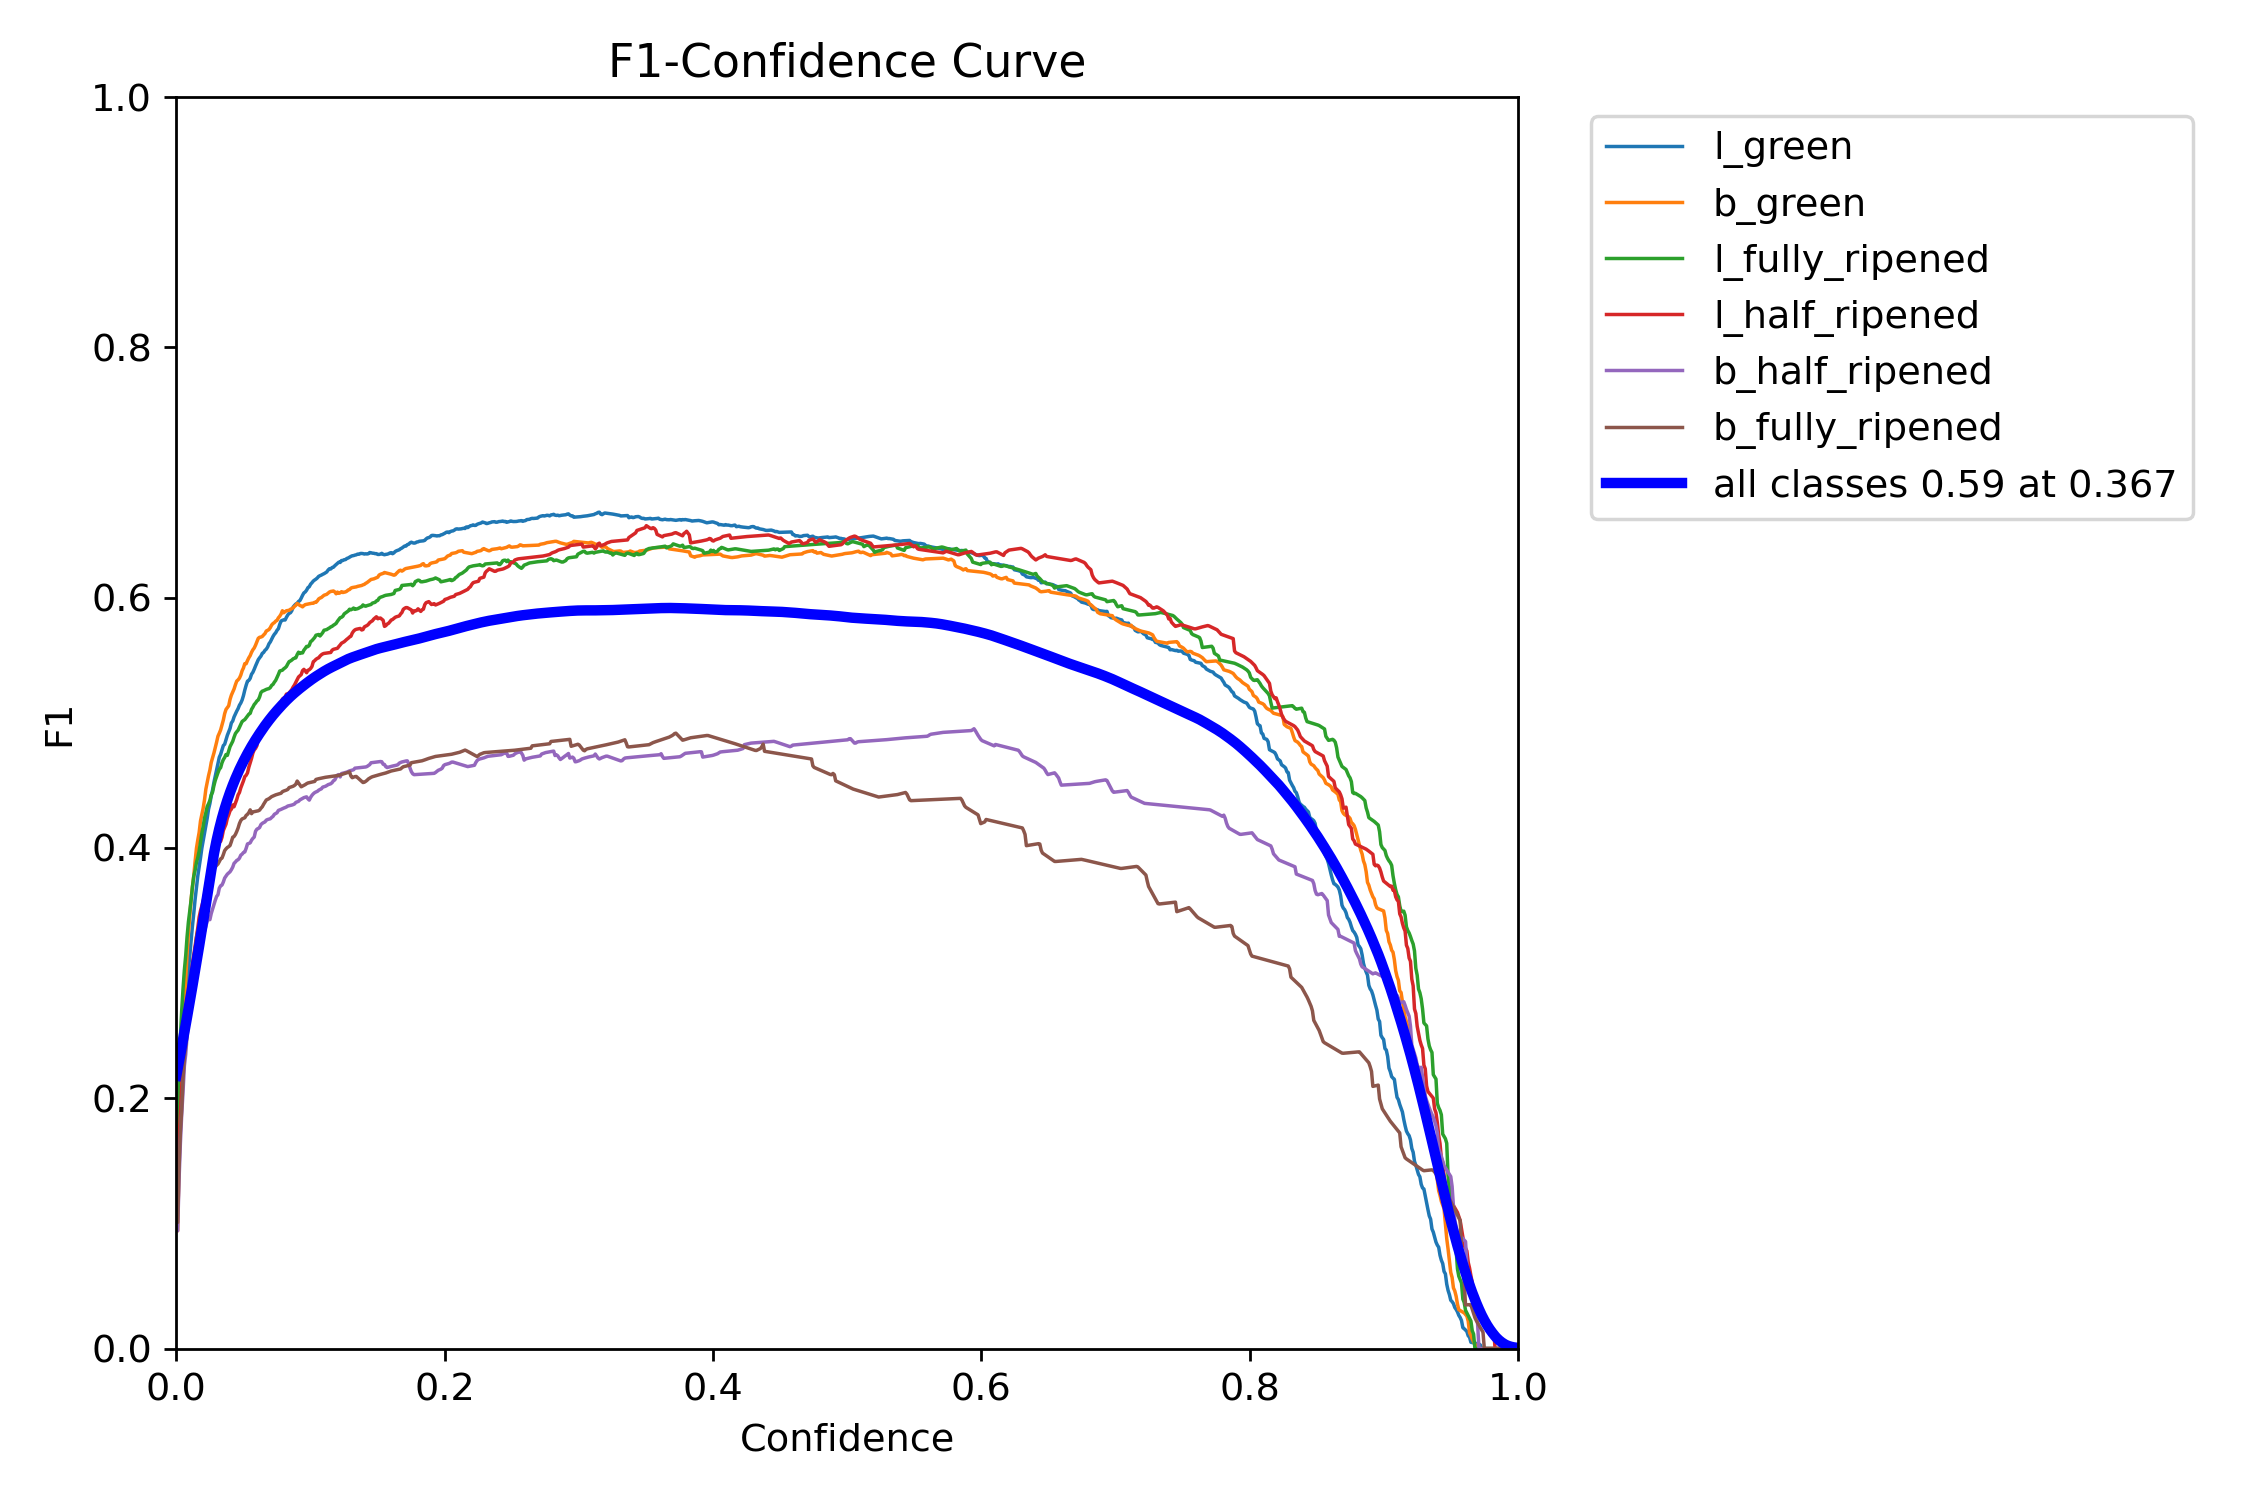 F1-Confidence Curve
1.0
0.8
0.6
0.4
0.2
0.0
F1
0.0 0.2 0.4 0.6 0.8 1.0
Confidence
l_green
b_green
l_fully_ripened
l_half_ripened
b_half_ripened
b_fully_ripened
all classes 0.59 at 0.367